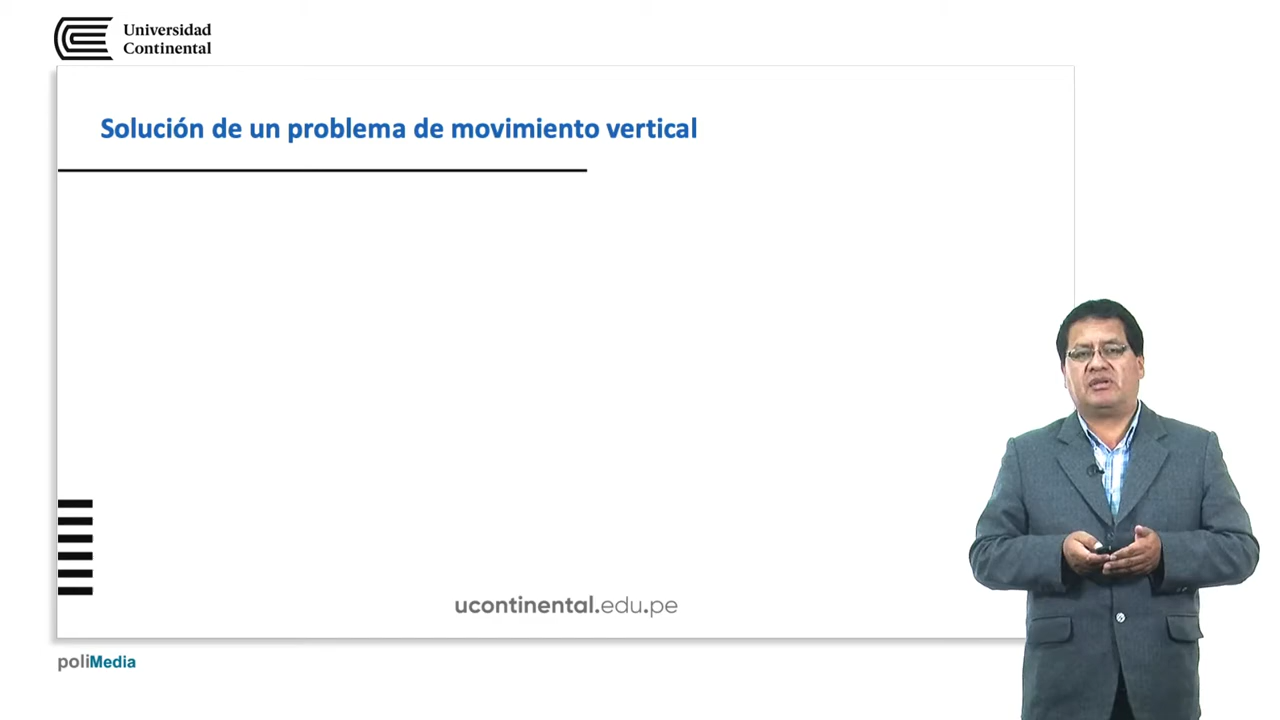 Universidad
Continental
Solución de un problema de movimiento vertical
ucontinental.edu.pe
poliMedia